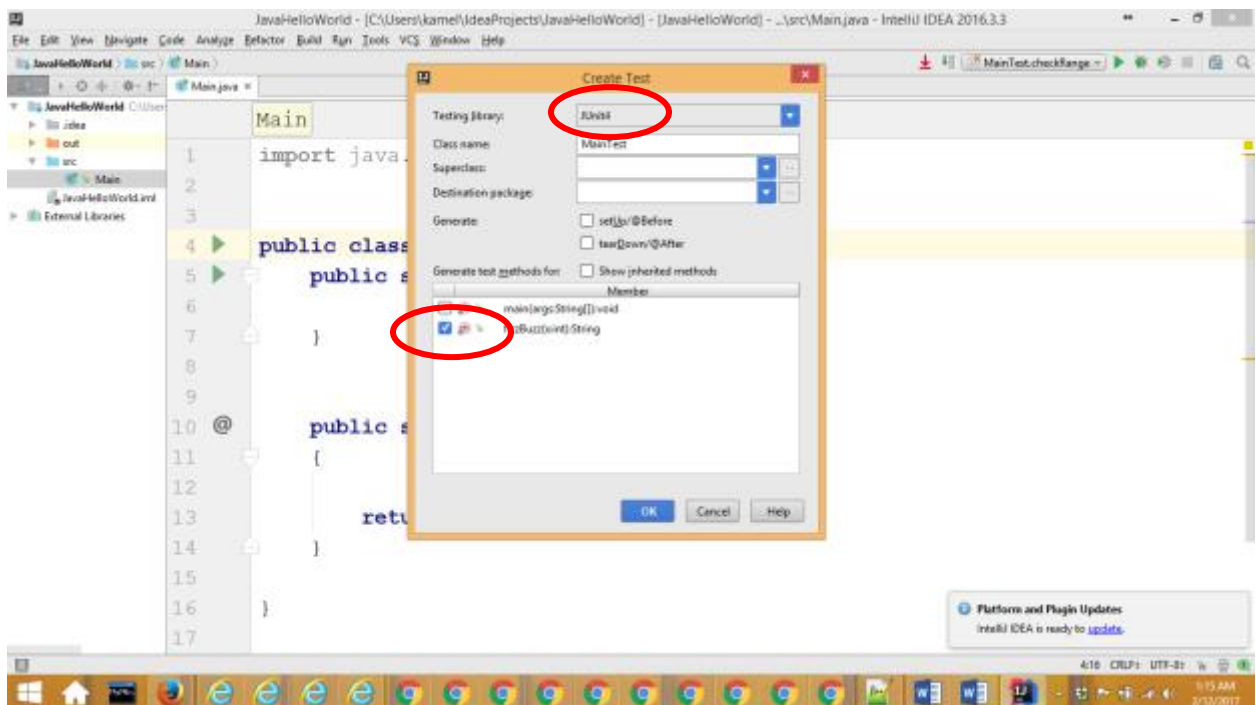 JavaHelloWorld - [C:\Users\kamel\IdeaProjects\JavaHelloWorld] - [JavaHelloWorld] - ...\src\Main.java - IntelliJ IDEA 2016.3.3
File Edit View Navigate Code Analyze Refactor Build Run Tools VCS Window Help
JavaHelloWorld src Main
MainTest.checkRange
Main.java
JavaHelloWorld C:\User
.idea
out
src
Main
JavaHelloWorld.iml
External Libraries
Main
1 import java.
2
3
4 public class
5 public s
6
7 }
8
9
10 @ public s
11 {
12
13 retu
14 }
15
16 }
17
Create Test
Testing library: JUnit4
Class name: MainTest
Superclass:
Destination package:
Generate: setUp/@Before
tearDown/@After
Generate test methods for: Show inherited methods
Member
main(args:String[]):void
String
OK Cancel Help
Platform and Plugin Updates
IntelliJ IDEA is ready to update.
4:16 CRLF÷ UTF-8÷
1:15 AM
2/12/2017